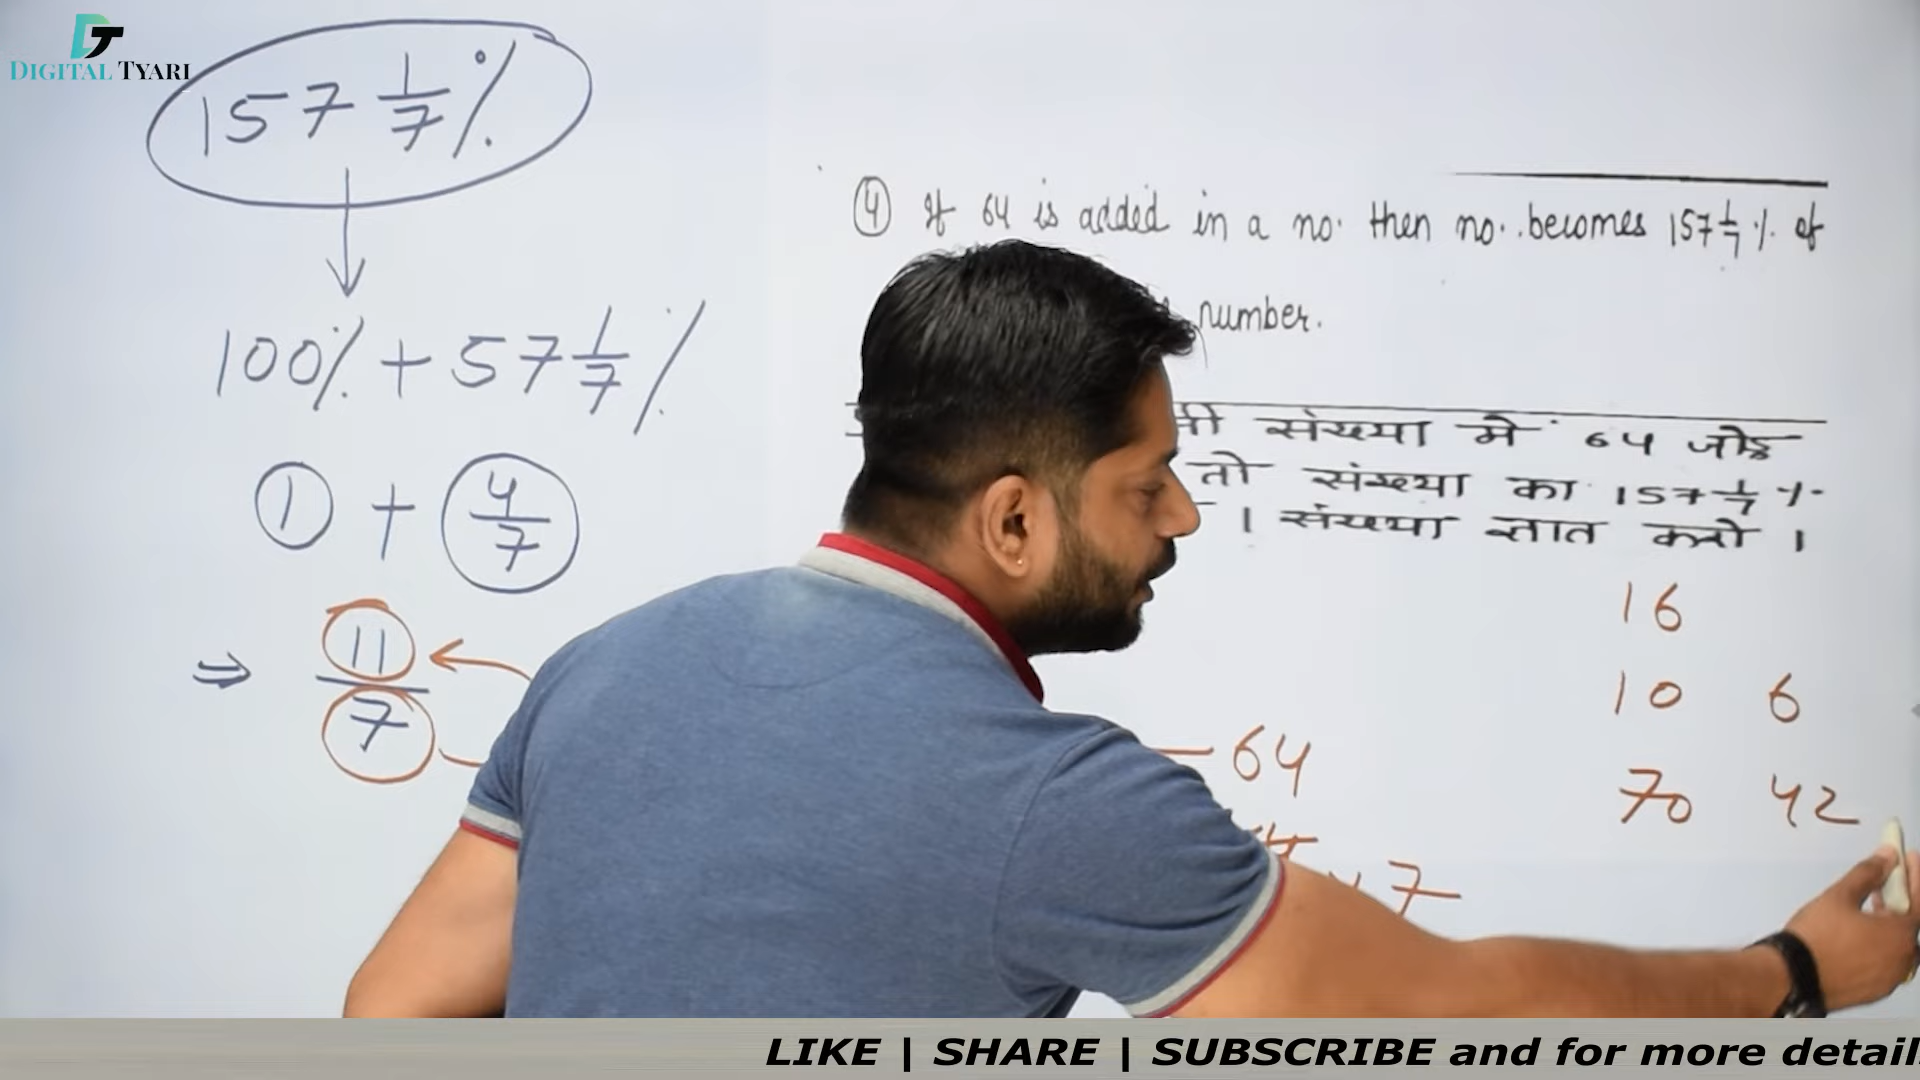 DIGITAL TYARI
157 1/7 %
100% + 57 1/7 %
1 + 4/7
⇒ 11/7
④ If 64 is added in a no. then no. becomes 157 1/7 % of
number.
संख्या में 64 जोड़
तो संख्या का 157 1/7 %
। संख्या ज्ञात करो ।
16
10 6
64
70 42
7
LIKE | SHARE | SUBSCRIBE and for more detail